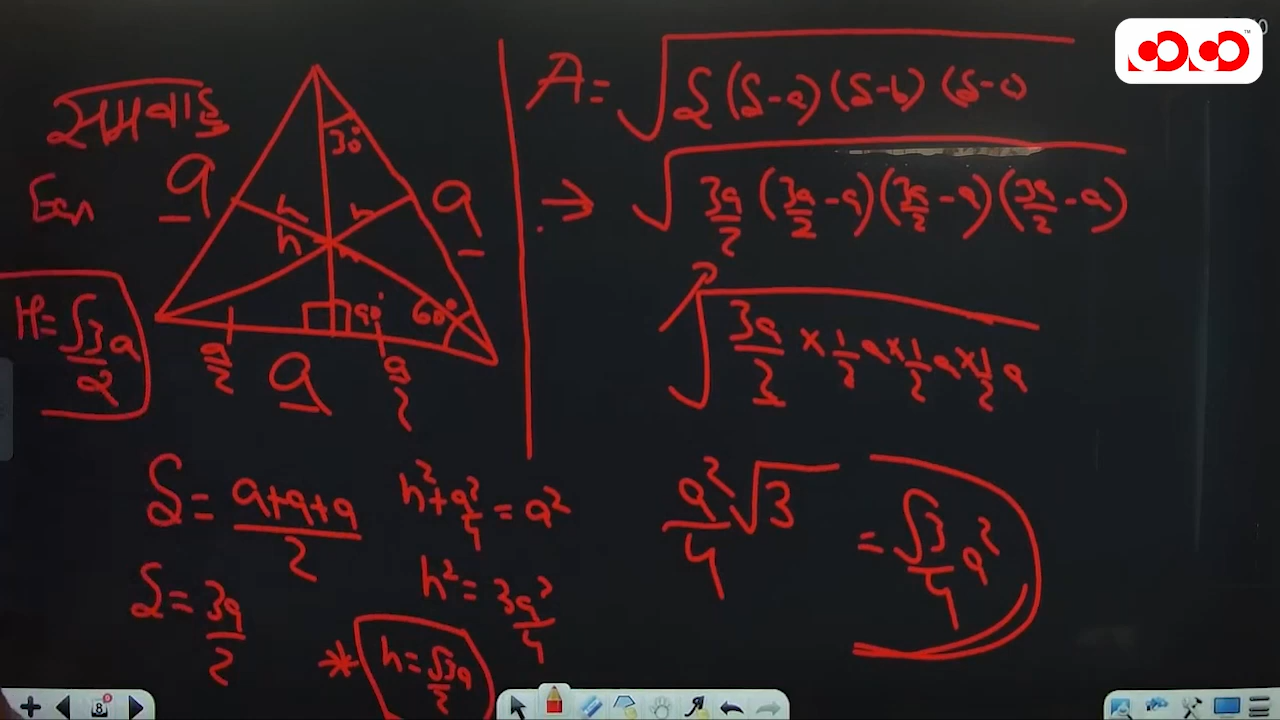 समबाहु
a
a
30°
h
h
h
h
90°
60°
H = √3/2 a
a/2
a
a/2
S = a+a+a/2
S = 3a/2
h² + a²/4 = a²
h² = 3a²/4
* h = √3a/2
A = √S(S-a)(S-b)(S-c)
→ √3a/2 (3a/2 - a)(3a/2 - a)(3a/2 - a)
√3a/2 × 1/2 a × 1/2 a × 1/2 a
a²/4 √3
= √3/4 a²
8